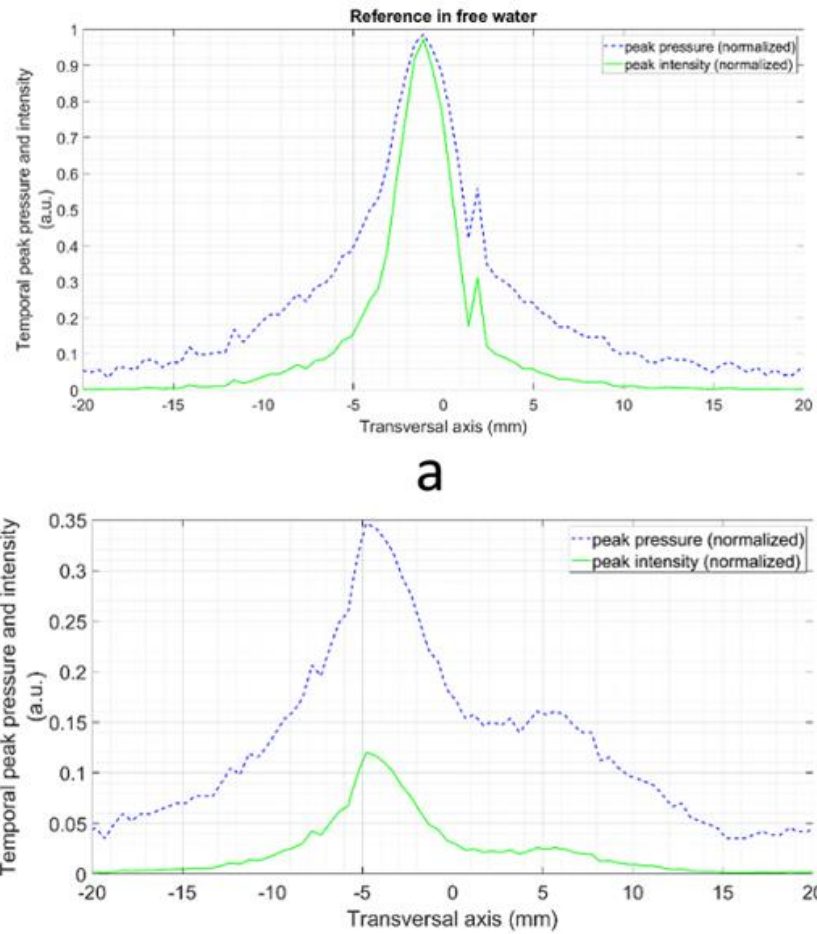 Reference in free water
peak pressure (normalized)
peak intensity (normalized)
Temporal peak pressure and intensity
(a.u.)
1
0.9
0.8
0.7
0.6
0.5
0.4
0.3
0.2
0.1
0
-20 -15 -10 -5 0 5 10 15 20
Transversal axis (mm)
a
peak pressure (normalized)
peak intensity (normalized)
Temporal peak pressure and intensity
(a.u.)
0.35
0.3
0.25
0.2
0.15
0.1
0.05
0
-20 -15 -10 -5 0 5 10 15 20
Transversal axis (mm)